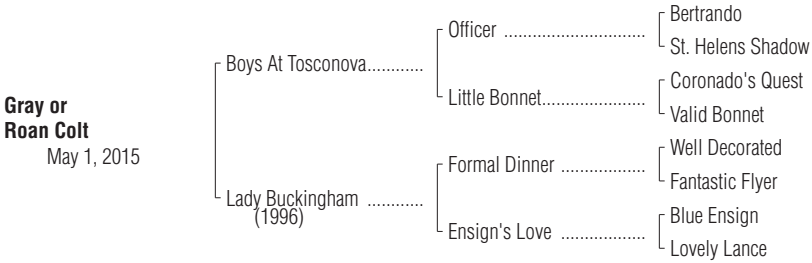 Bertrando
Officer ..............................
St. Helens Shadow
Boys At Tosconova............
Coronado's Quest
Little Bonnet......................
Valid Bonnet
Gray or
Roan Colt
May 1, 2015
Well Decorated
Formal Dinner ..................
Fantastic Flyer
Lady Buckingham ............
(1996)
Blue Ensign
Ensign's Love ..................
Lovely Lance